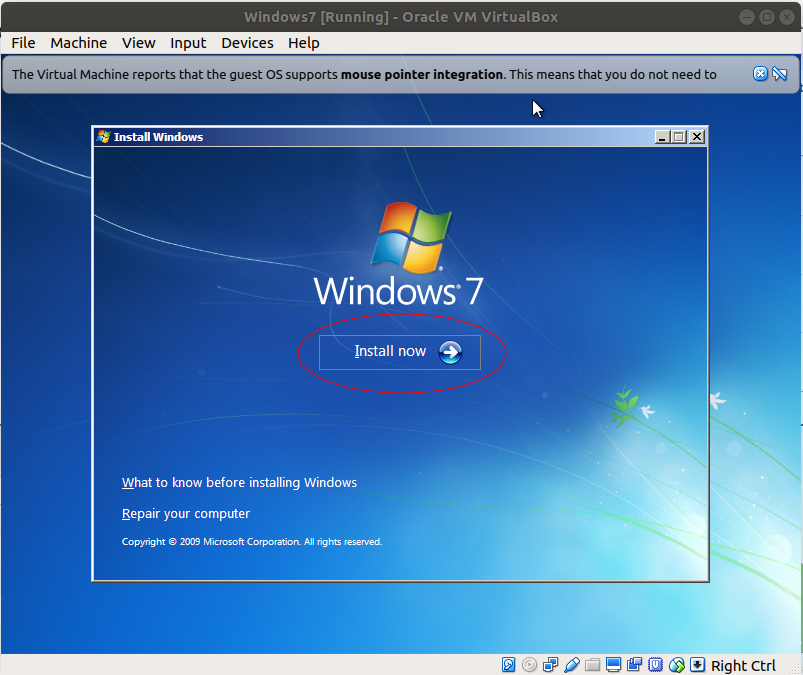 Windows7 [Running] - Oracle VM VirtualBox
File Machine View Input Devices Help
The Virtual Machine reports that the guest OS supports mouse pointer integration. This means that you do not need to
Install Windows
Windows® 7
Install now
What to know before installing Windows
Repair your computer
Copyright © 2009 Microsoft Corporation. All rights reserved.
Right Ctrl